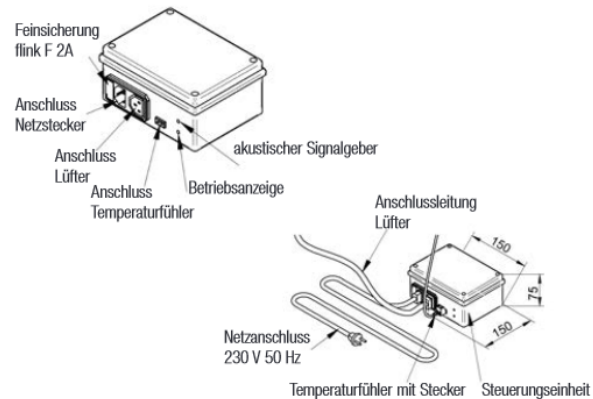 Feinsicherung
flink F 2A
Anschluss
Netzstecker
Anschluss
Lüfter
Anschluss
Temperaturfühler
Betriebsanzeige
akustischer Signalgeber
Anschlussleitung
Lüfter
150
75
150
Netzanschluss
230 V 50 Hz
Temperaturfühler mit Stecker
Steuerungseinheit